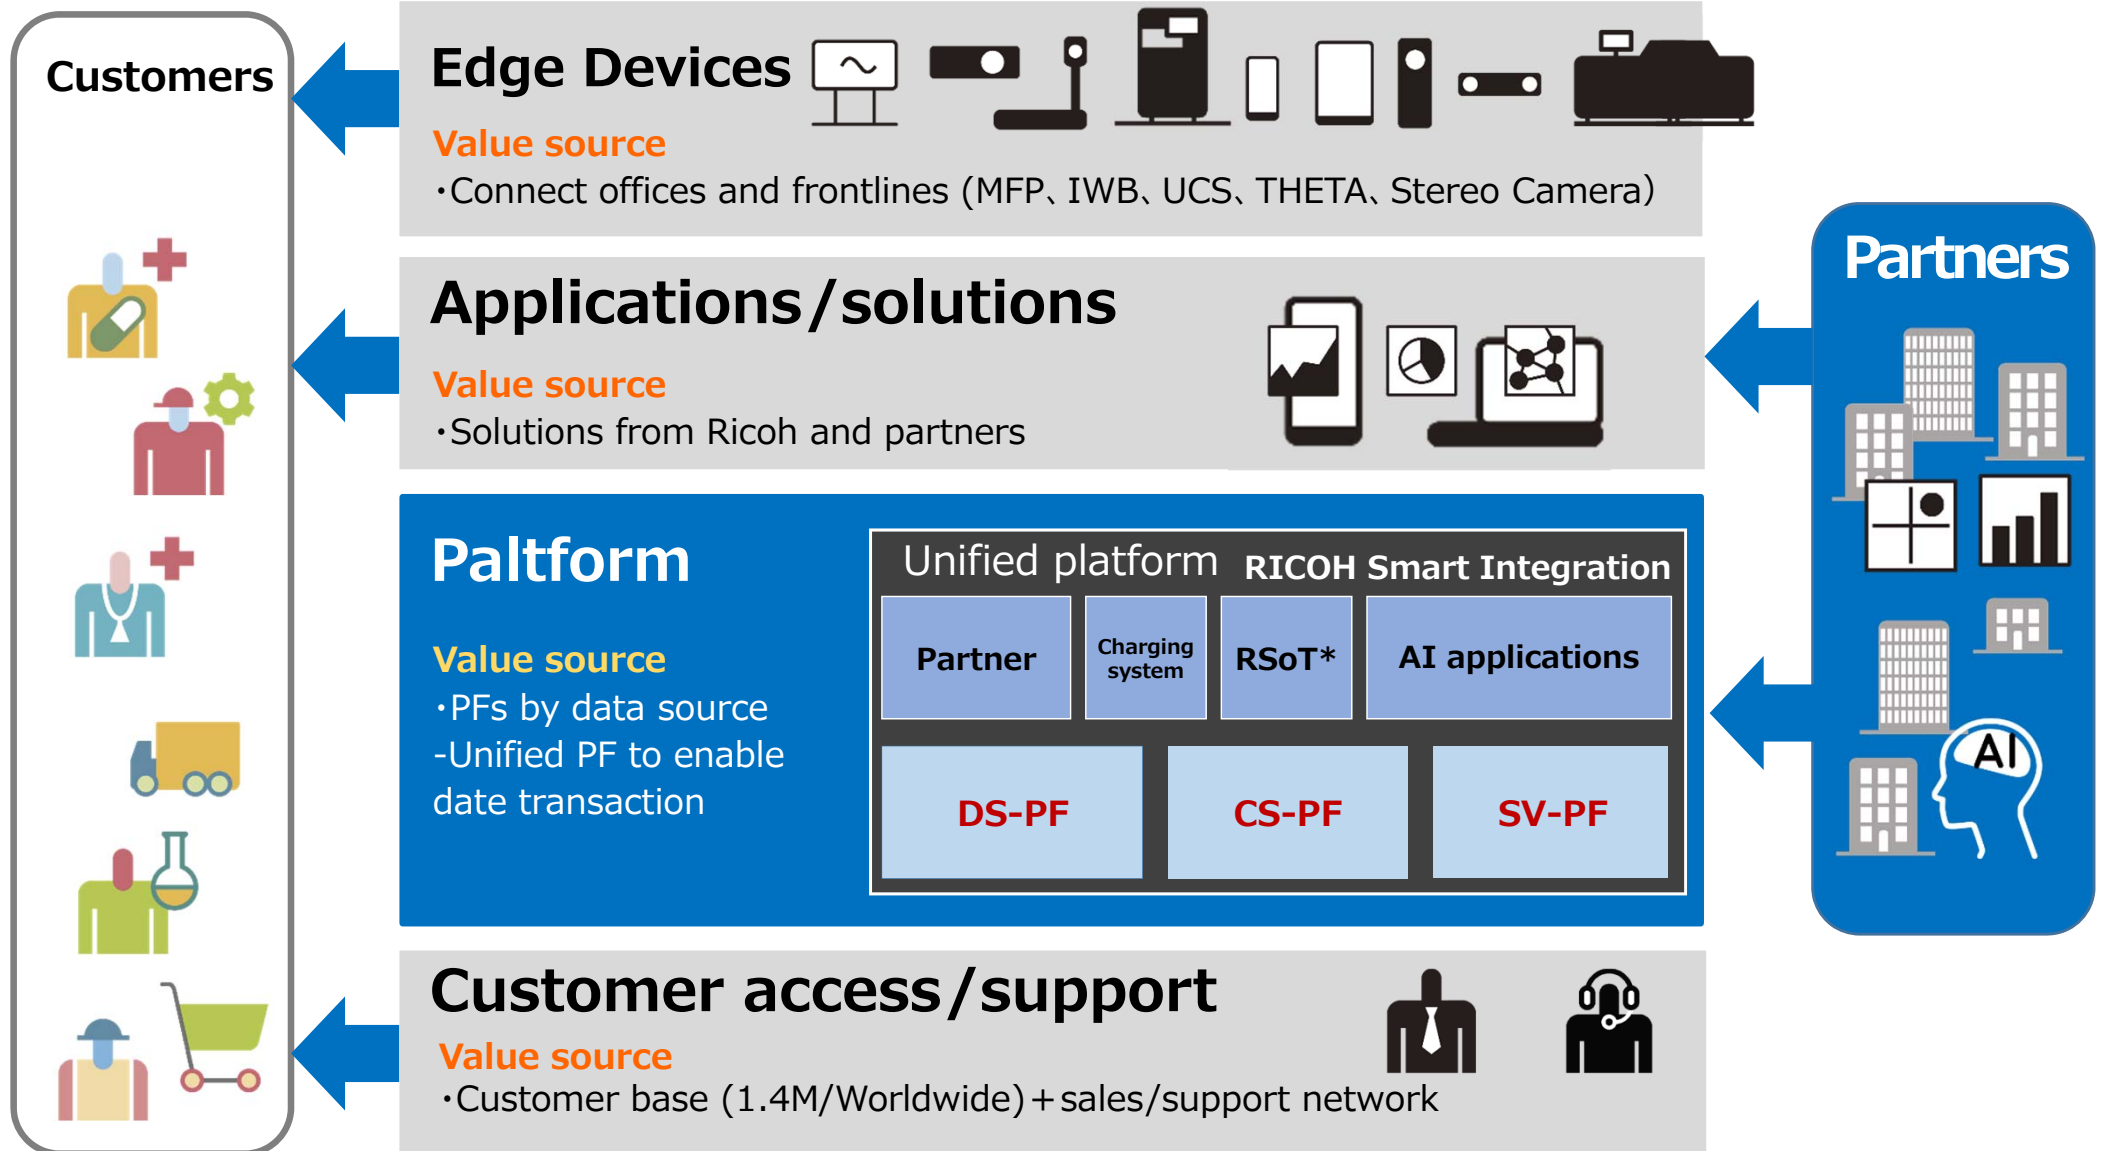 Customers
Edge Devices
Value source
・Connect offices and frontlines (MFP、IWB、UCS、THETA、Stereo Camera）
Applications/solutions
Value source
・Solutions from Ricoh and partners
Paltform
Value source
・PFs by data source
-Unified PF to enable
date transaction
Unified platform RICOH Smart Integration
Partner
Charging
system
RSoT*
AI applications
DS-PF
CS-PF
SV-PF
Customer access/support
Value source
・Customer base (1.4M/Worldwide)＋sales/support network
Partners
AI